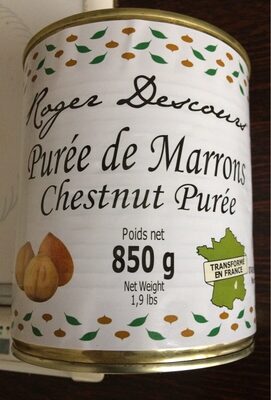 Roger Descours
Purée de Marrons
Chestnut Purée
Poids net
850 g
Net Weight
1,9 lbs
TRANSFORMÉ
EN FRANCE